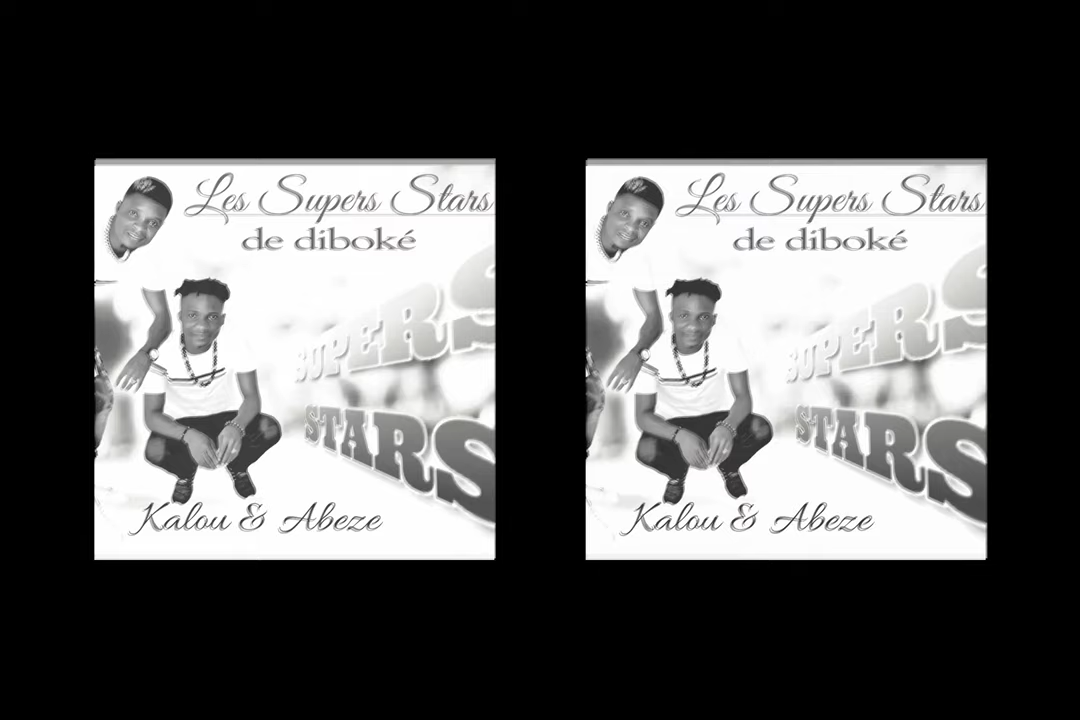 Les Supers Stars
de diboké
SUPERS
STARS
Kalou & Abeze
Les Supers Stars
de diboké
SUPERS
STARS
Kalou & Abeze